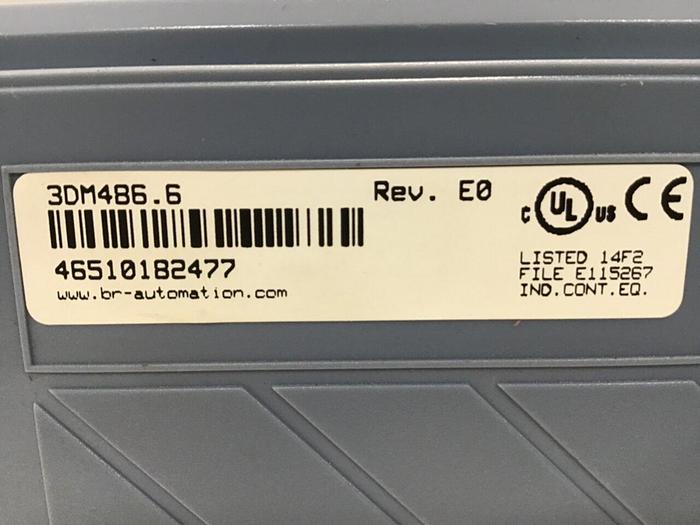 3DM486.6 Rev. E0
46510182477
www.br-automation.com
C UL US CE
LISTED 14F2
FILE E115267
IND.CONT.EQ.